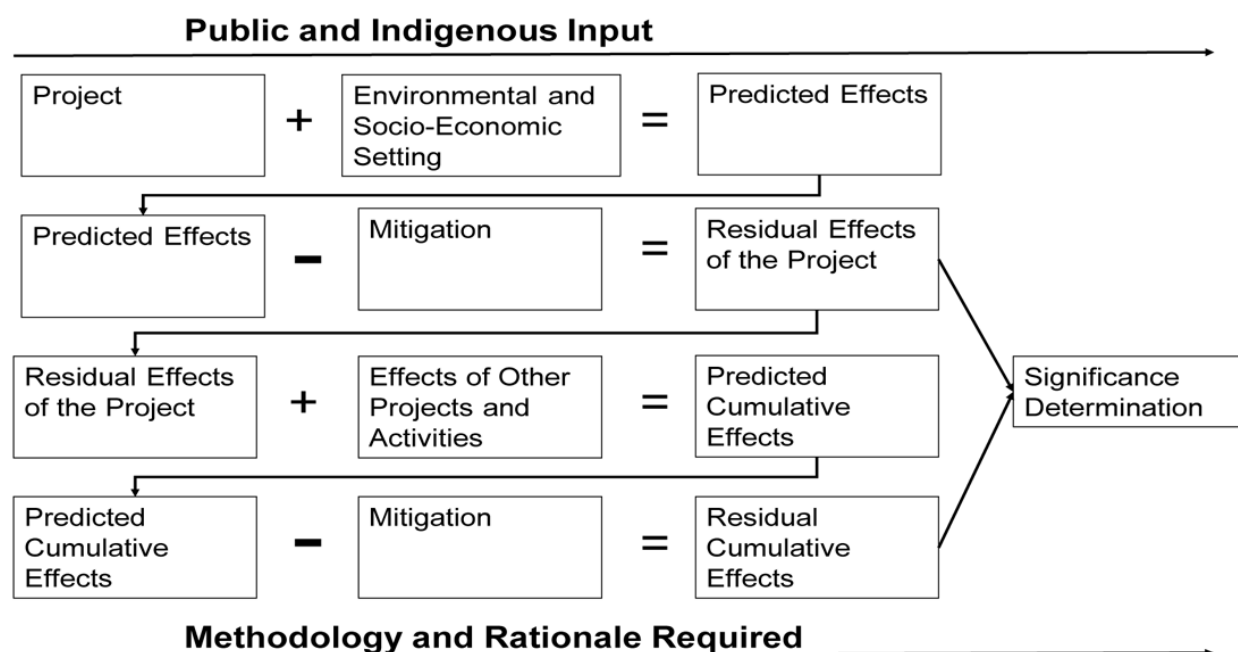 Public and Indigenous Input
Project
+
Environmental and
Socio-Economic
Setting
=
Predicted Effects
Predicted Effects
-
Mitigation
=
Residual Effects
of the Project
Residual Effects
of the Project
+
Effects of Other
Projects and
Activities
=
Predicted
Cumulative
Effects
Significance
Determination
Predicted
Cumulative
Effects
-
Mitigation
=
Residual
Cumulative
Effects
Methodology and Rationale Required